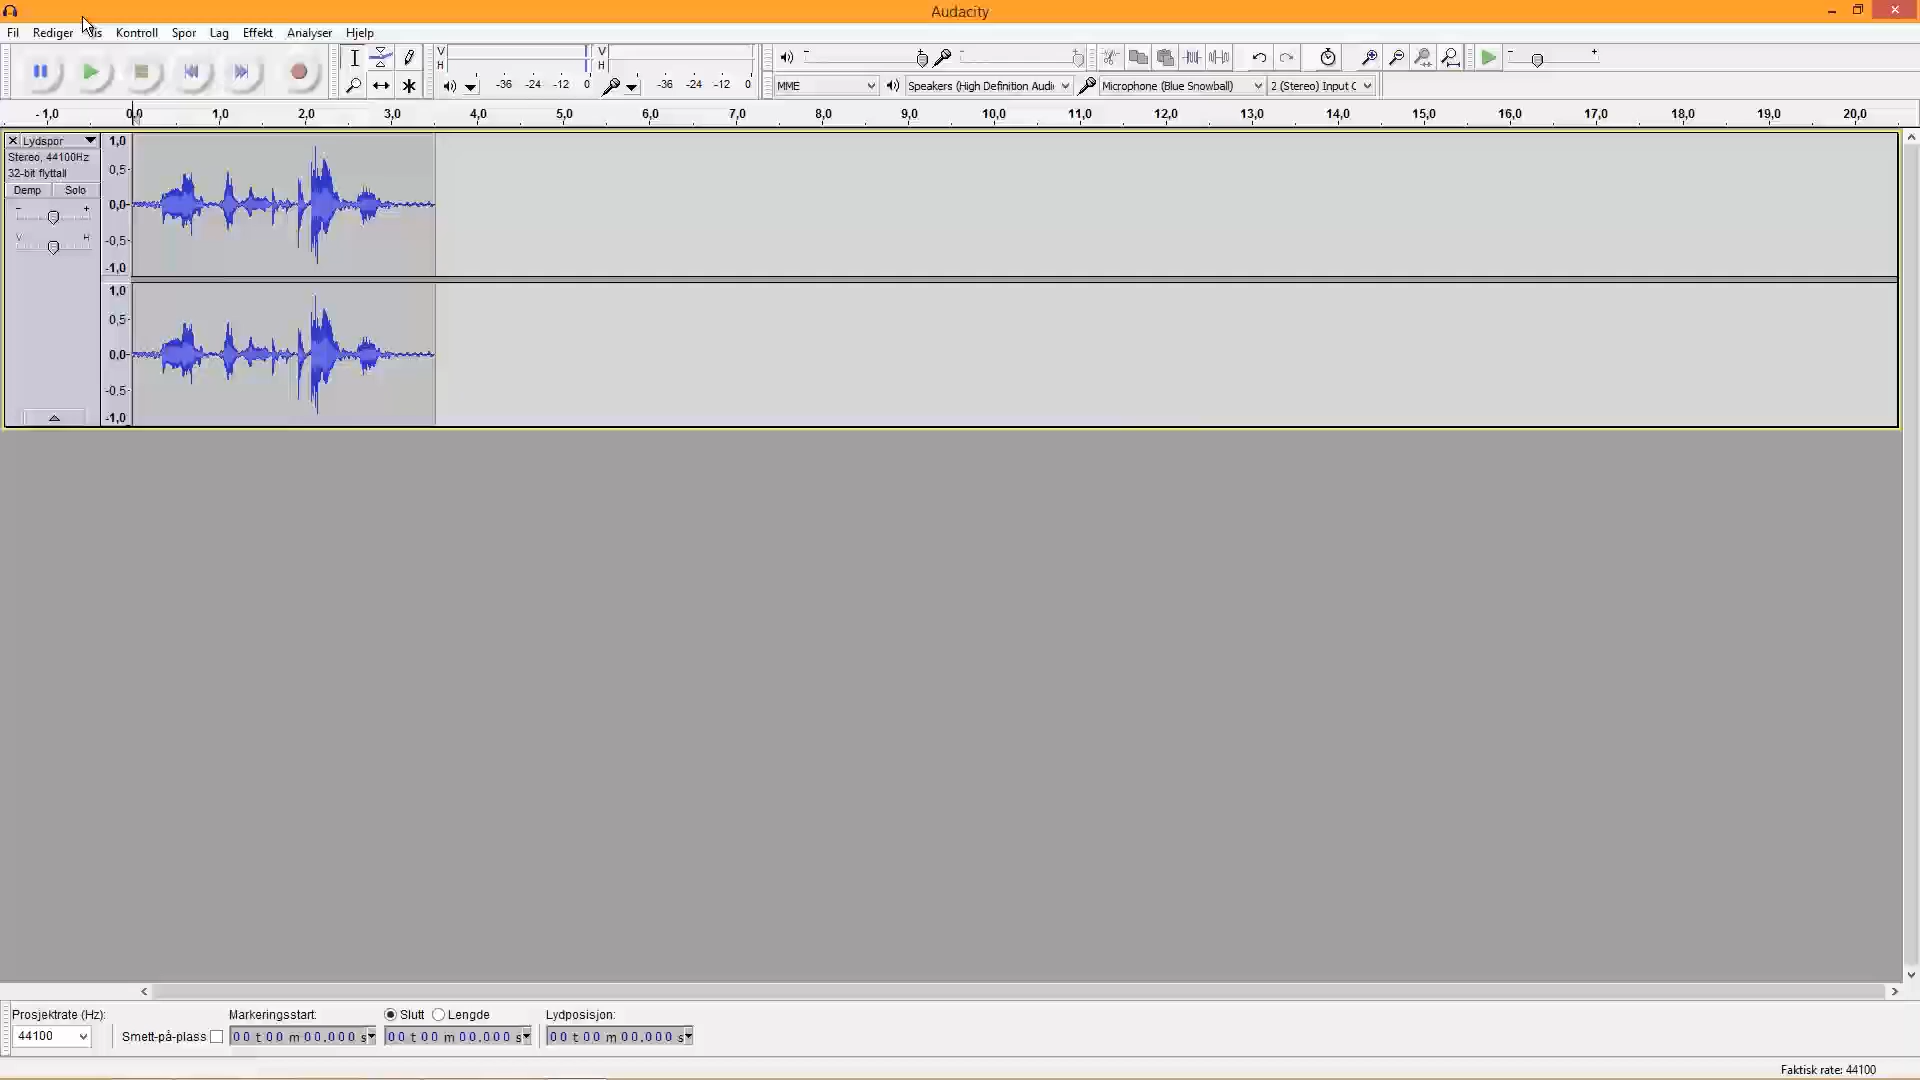 Audacity
Fil Rediger Kontroll Spor Lag Effekt Analyser Hjelp
V H -36 -24 -12 0 V H -36 -24 -12 0
MME Speakers (High Definition Audi Microphone (Blue Snowball) 2 (Stereo) Input C
-1,0 0,0 1,0 2,0 3,0 4,0 5,0 6,0 7,0 8,0 9,0 10,0 11,0 12,0 13,0 14,0 15,0 16,0 17,0 18,0 19,0 20,0
Lydspor
Stereo, 44100Hz
32-bit flyttall
Demp Solo
- +
V H
1,0
0,5-
0,0-
-0,5-
-1,0
1,0
0,5-
0,0-
-0,5-
-1,0
Prosjektrate (Hz): Markeringsstart: Slutt Lengde Lydposisjon:
44100 Smett-på-plass 00 t 00 m 00.000 s 00 t 00 m 00.000 s 00 t 00 m 00.000 s
Faktisk rate: 44100